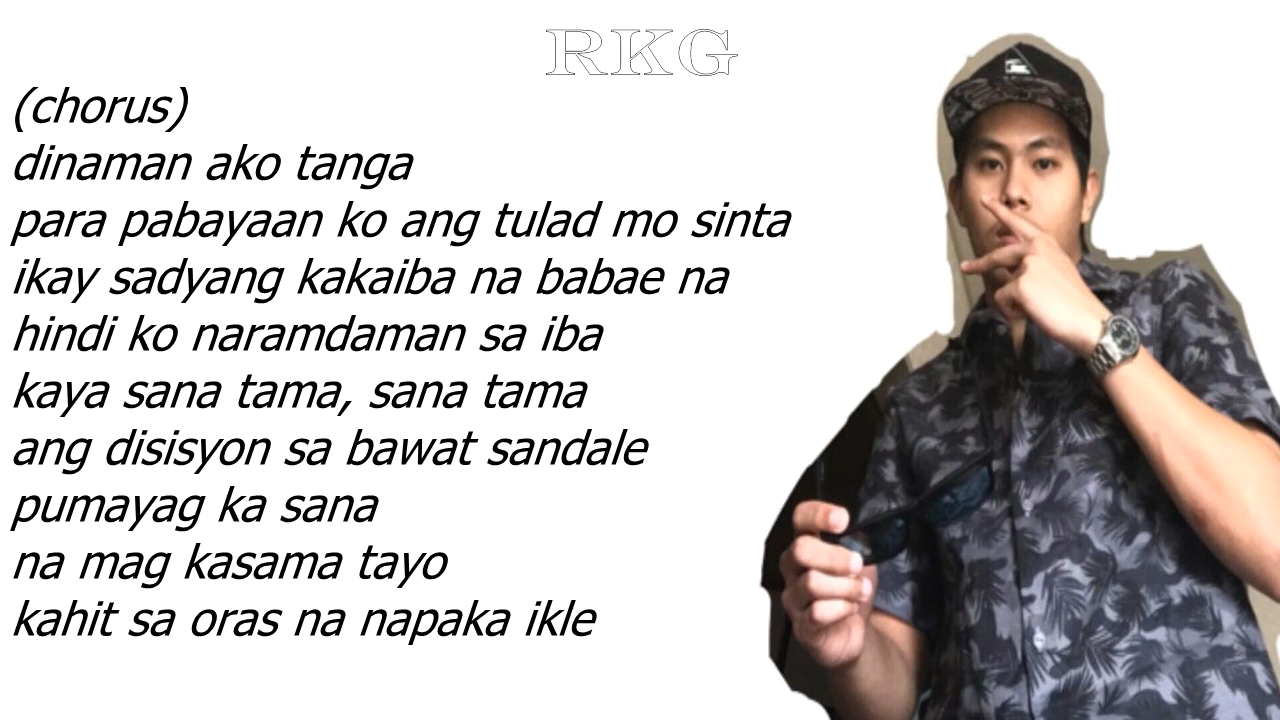 RKG
(chorus)
dinaman ako tanga
para pabayaan ko ang tulad mo sinta
ikay sadyang kakaiba na babae na
hindi ko naramdaman sa iba
kaya sana tama, sana tama
ang disisyon sa bawat sandale
pumayag ka sana
na mag kasama tayo
kahit sa oras na napaka ikle